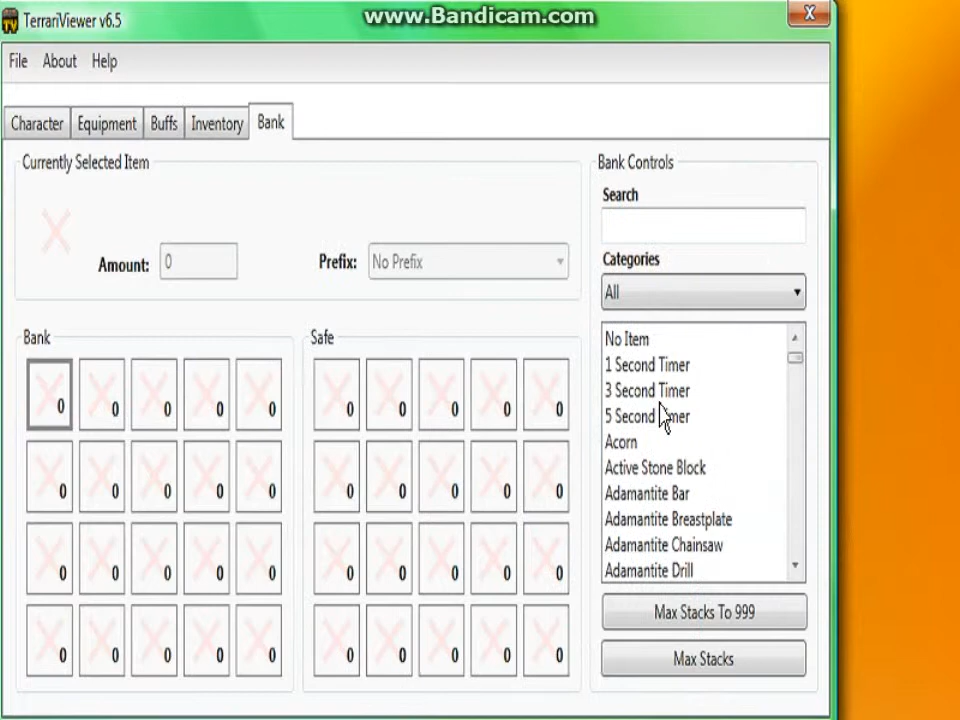 www.Bandicam.com
TerrariViewer v6.5
X
File About Help
Character Equipment Buffs Inventory Bank
Currently Selected Item
Amount: 0 Prefix: No Prefix
Bank Controls
Search
Categories
All
No Item
1 Second Timer
3 Second Timer
5 Second Timer
Acorn
Active Stone Block
Adamantite Bar
Adamantite Breastplate
Adamantite Chainsaw
Adamantite Drill
Max Stacks To 999
Max Stacks
Bank
0 0 0 0 0
0 0 0 0 0
0 0 0 0 0
0 0 0 0 0
Safe
0 0 0 0 0
0 0 0 0 0
0 0 0 0 0
0 0 0 0 0